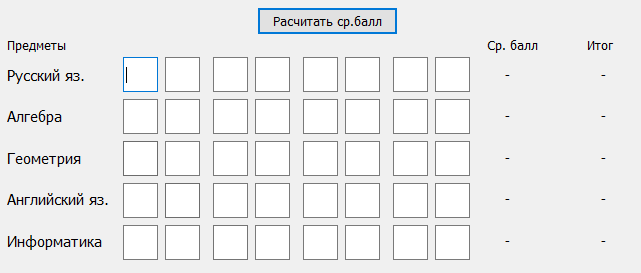 Расчитать ср.балл
Предметы Ср. балл Итог
Русский яз. - -
Алгебра - -
Геометрия - -
Английский яз. - -
Информатика - -